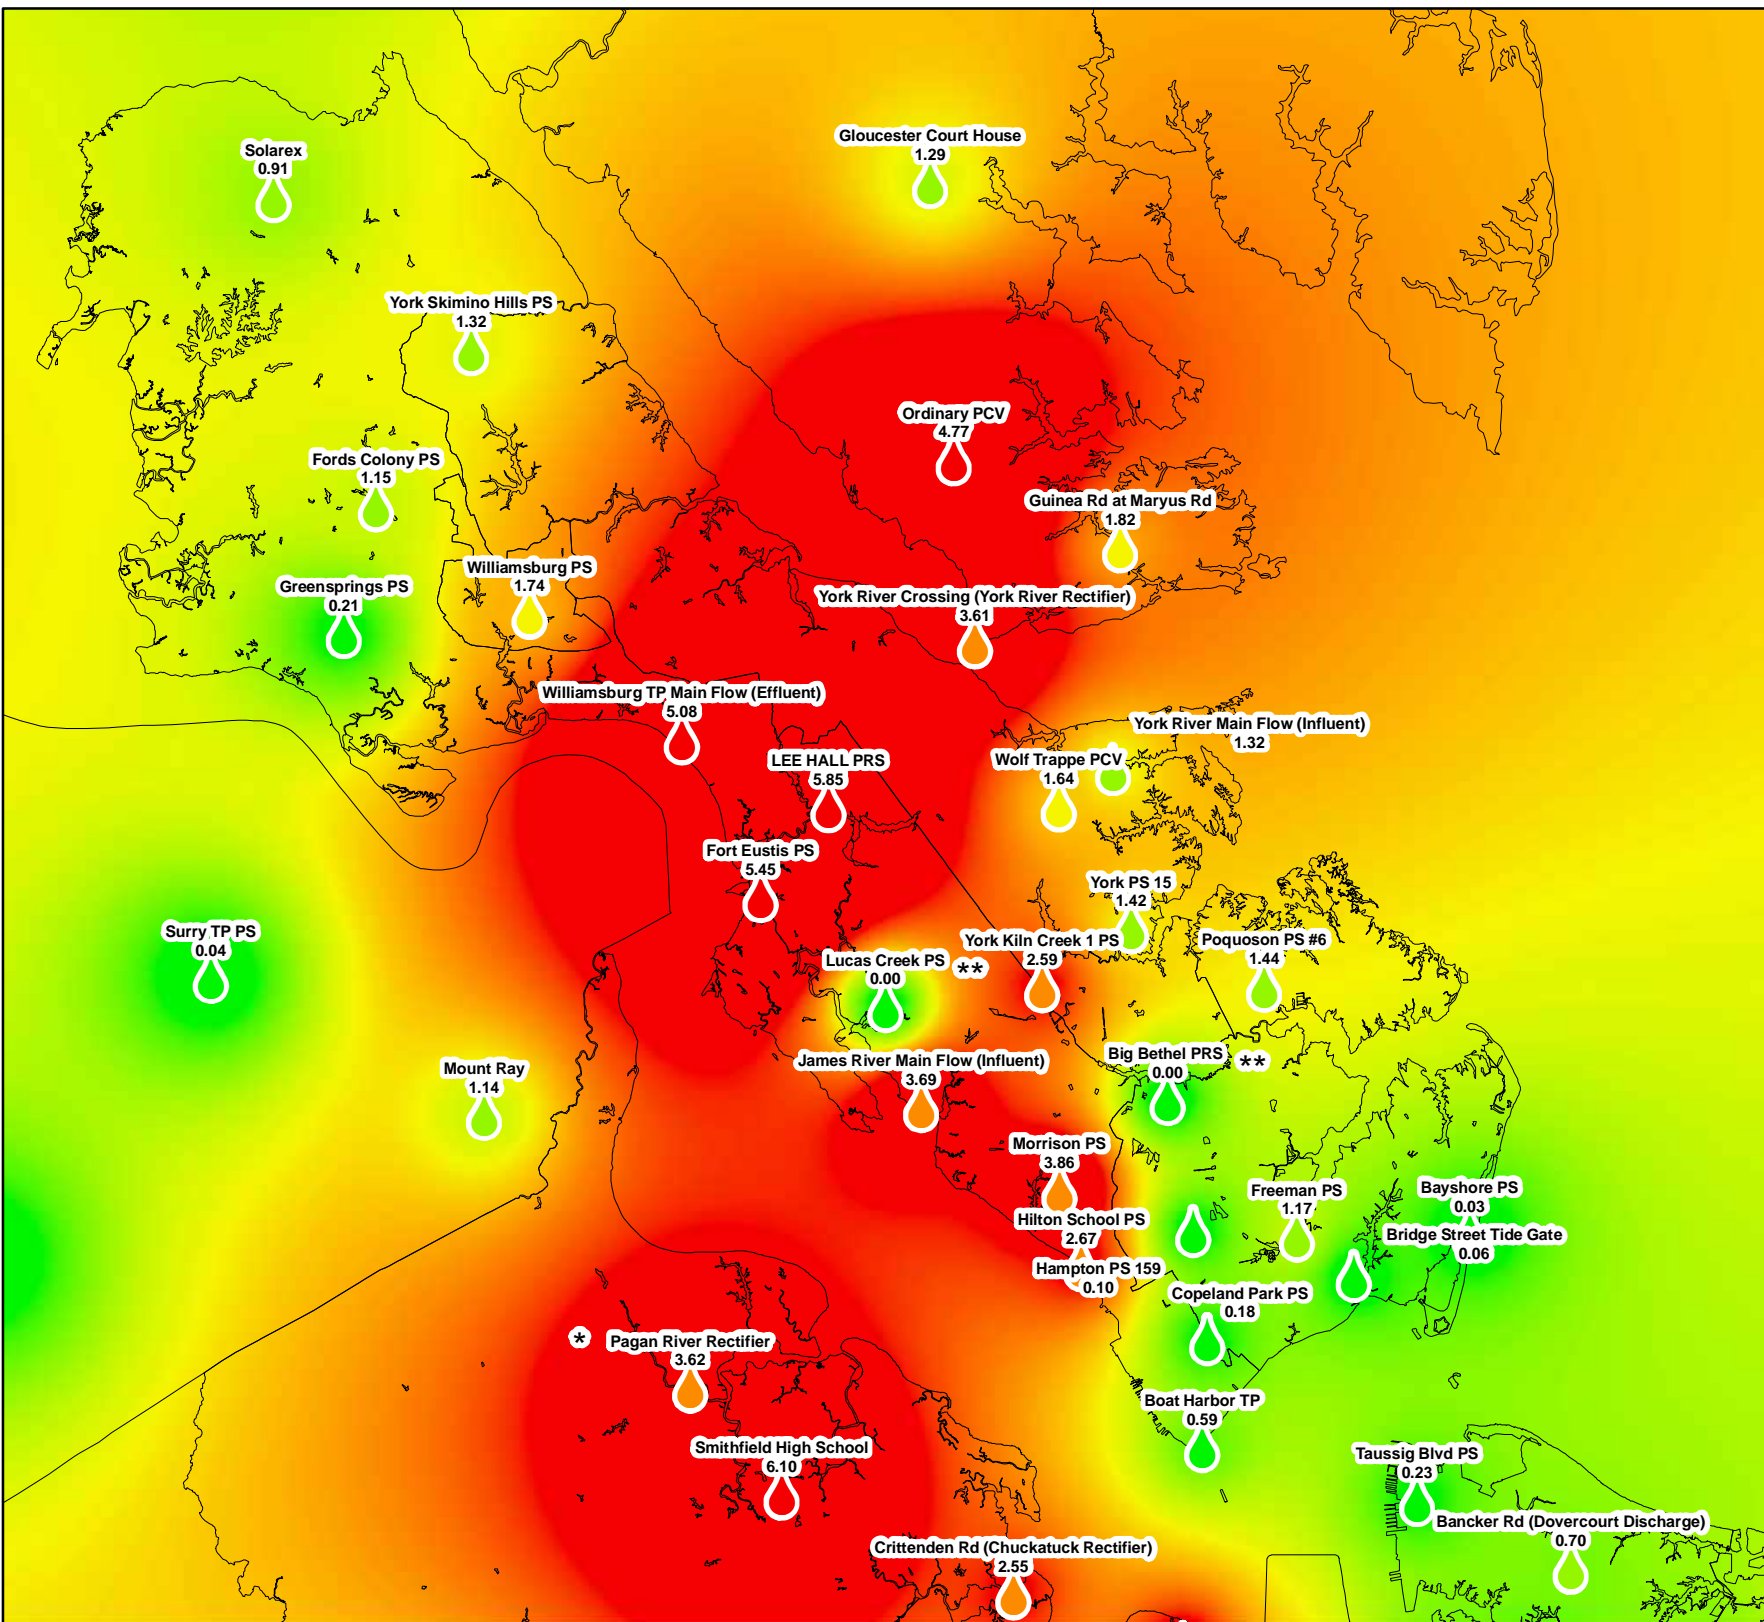 Gloucester Court House
1.29
Solarex
0.91
York Skimino Hills PS
1.32
Ordinary PCV
4.77
Fords Colony PS
1.15
Guinea Rd at Maryus Rd
1.82
Williamsburg PS
1.74
Greensprings PS
0.21
York River Crossing (York River Rectifier)
3.61
Williamsburg TP Main Flow (Effluent)
5.08
York River Main Flow (Influent)
1.32
LEE HALL PRS
5.85
Wolf Trappe PCV
1.64
Fort Eustis PS
5.45
York PS 15
1.42
Surry TP PS
0.04
York Kiln Creek 1 PS
2.59
Poquoson PS #6
1.44
Lucas Creek PS **
0.00
James River Main Flow (Influent)
3.69
Big Bethel PRS **
0.00
Mount Ray
1.14
Morrison PS
3.86
Freeman PS
1.17
Bayshore PS
0.03
Hilton School PS
2.67
Bridge Street Tide Gate
0.06
Hampton PS 159
0.10
Copeland Park PS
0.18
* Pagan River Rectifier
3.62
Boat Harbor TP
0.59
Smithfield High School
6.10
Taussig Blvd PS
0.23
Bancker Rd (Dovercourt Discharge)
0.70
Crittenden Rd (Chuckatuck Rectifier)
2.55